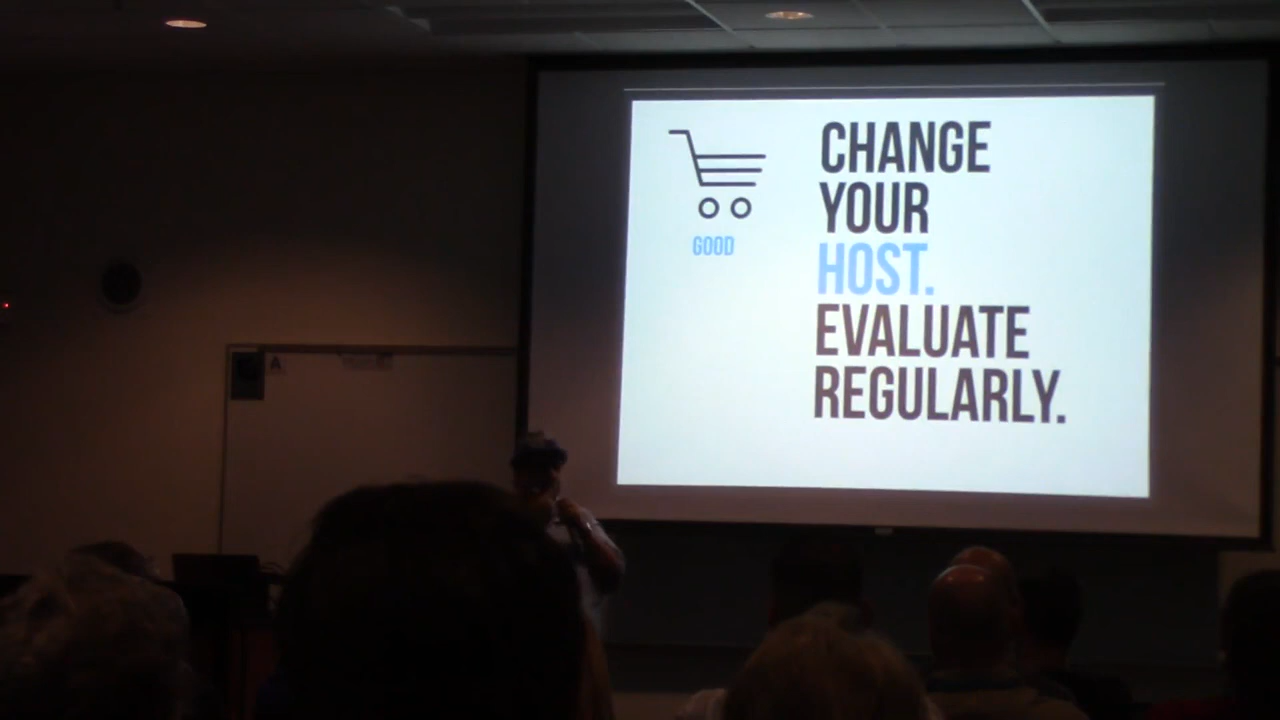 GOOD
CHANGE
YOUR
HOST.
EVALUATE
REGULARLY.
A